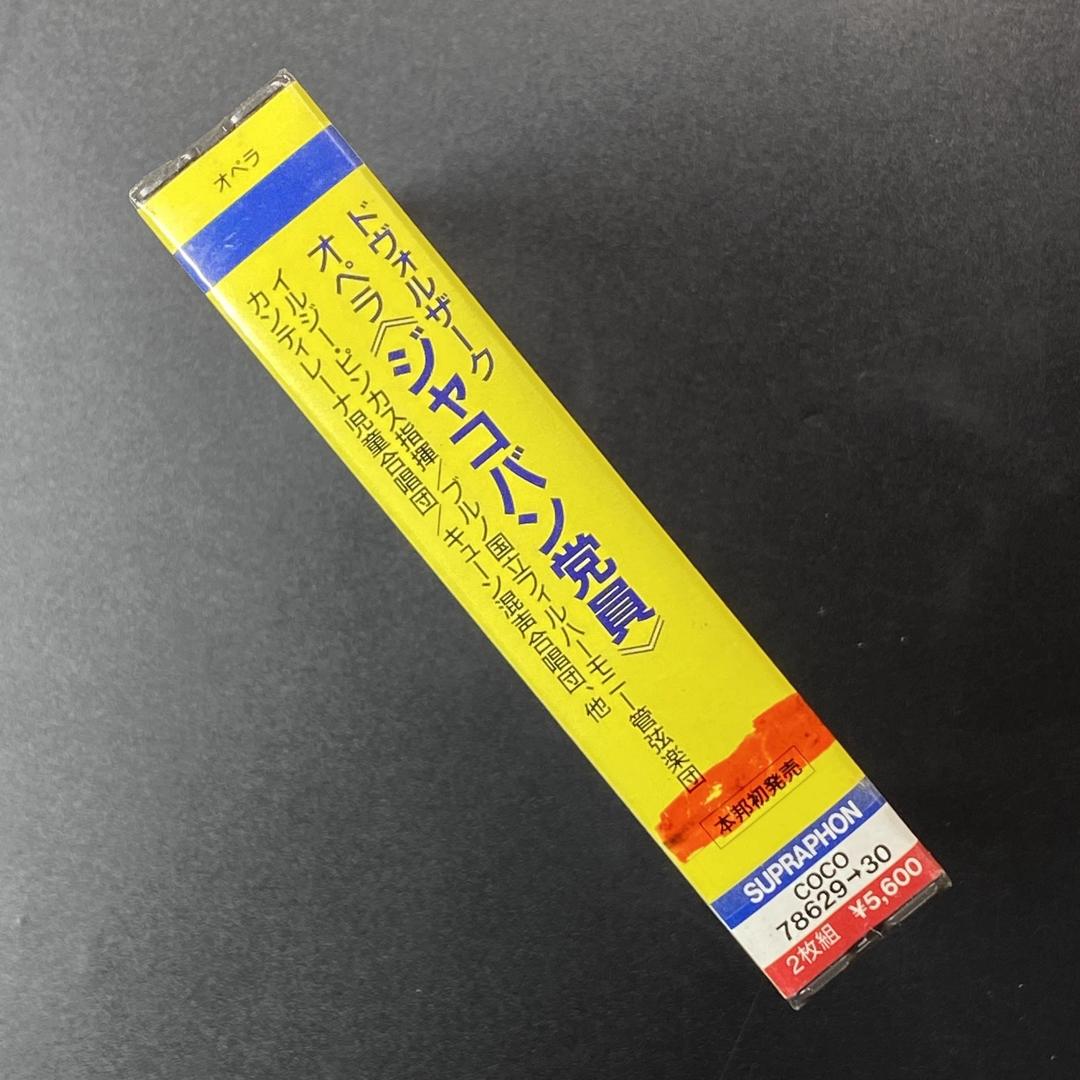 オペラ
ドヴォルザーク
オペラ《ジャコバン党員》
イルジー・ピンカス指揮/ブルノ国立フィルハーモニー管弦楽団
カンティレーナ児童合唱団/キューン混声合唱団、他
本邦初発売
SUPRAPHON
COCO
78629→30
2枚組 ¥5,600